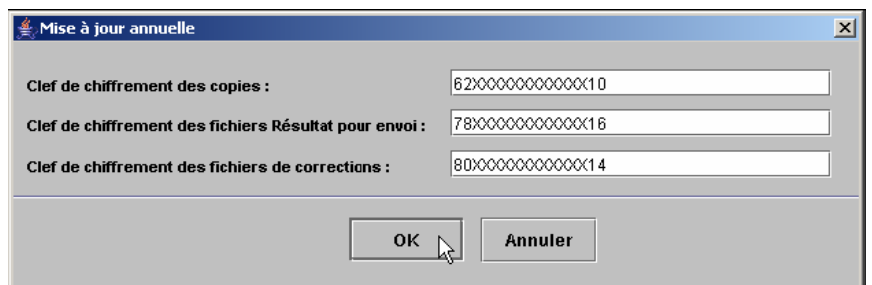 Mise à jour annuelle
Clef de chiffrement des copies : 62XXXXXXXXXXXX10
Clef de chiffrement des fichiers Résultat pour envoi : 78XXXXXXXXXXXX16
Clef de chiffrement des fichiers de corrections : 80XXXXXXXXXXXX14
OK Annuler